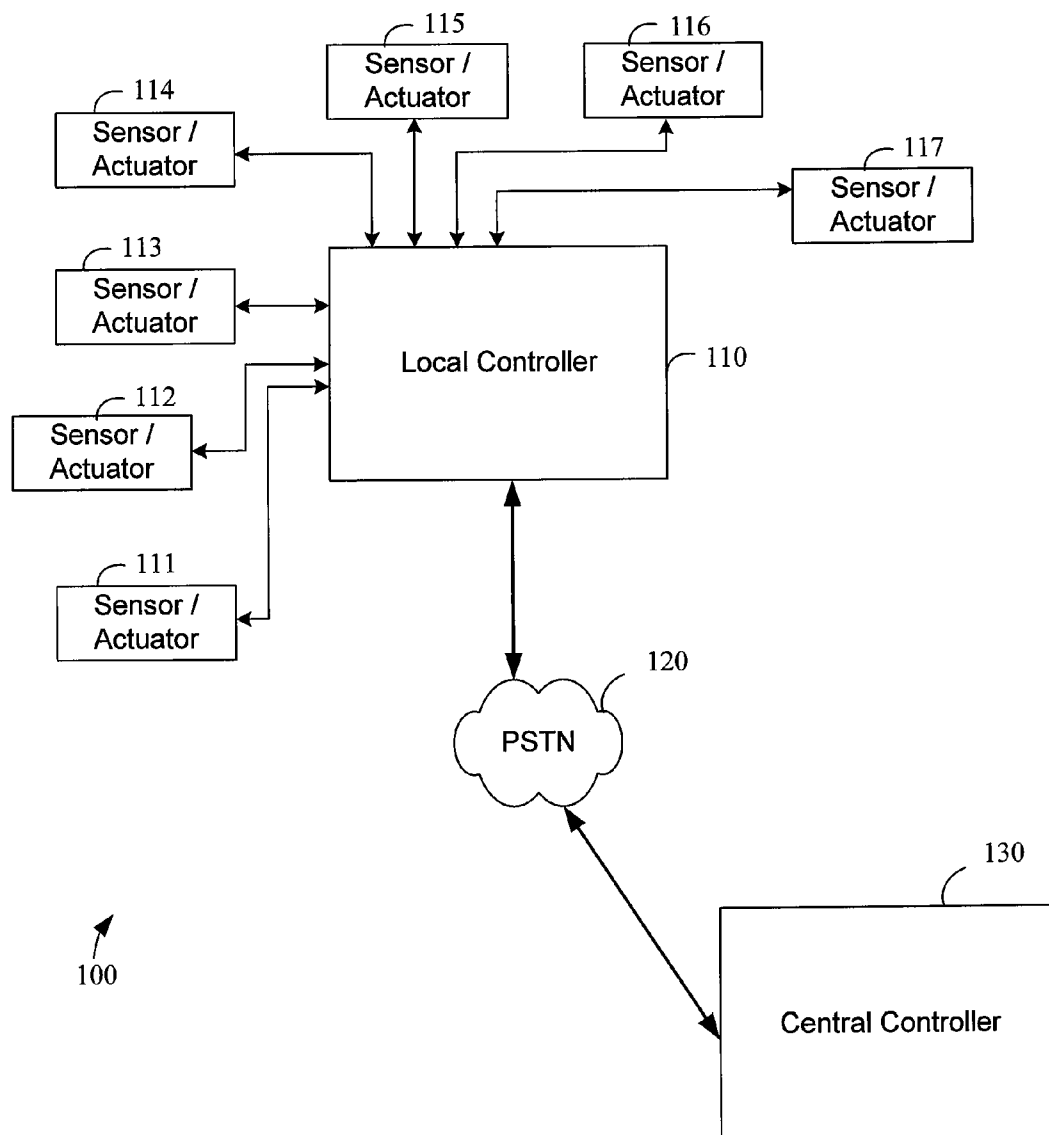 115
Sensor /
Actuator
116
Sensor /
Actuator
114
Sensor /
Actuator
117
Sensor /
Actuator
113
Sensor /
Actuator
Local Controller
110
112
Sensor /
Actuator
111
Sensor /
Actuator
120
PSTN
130
100
Central Controller